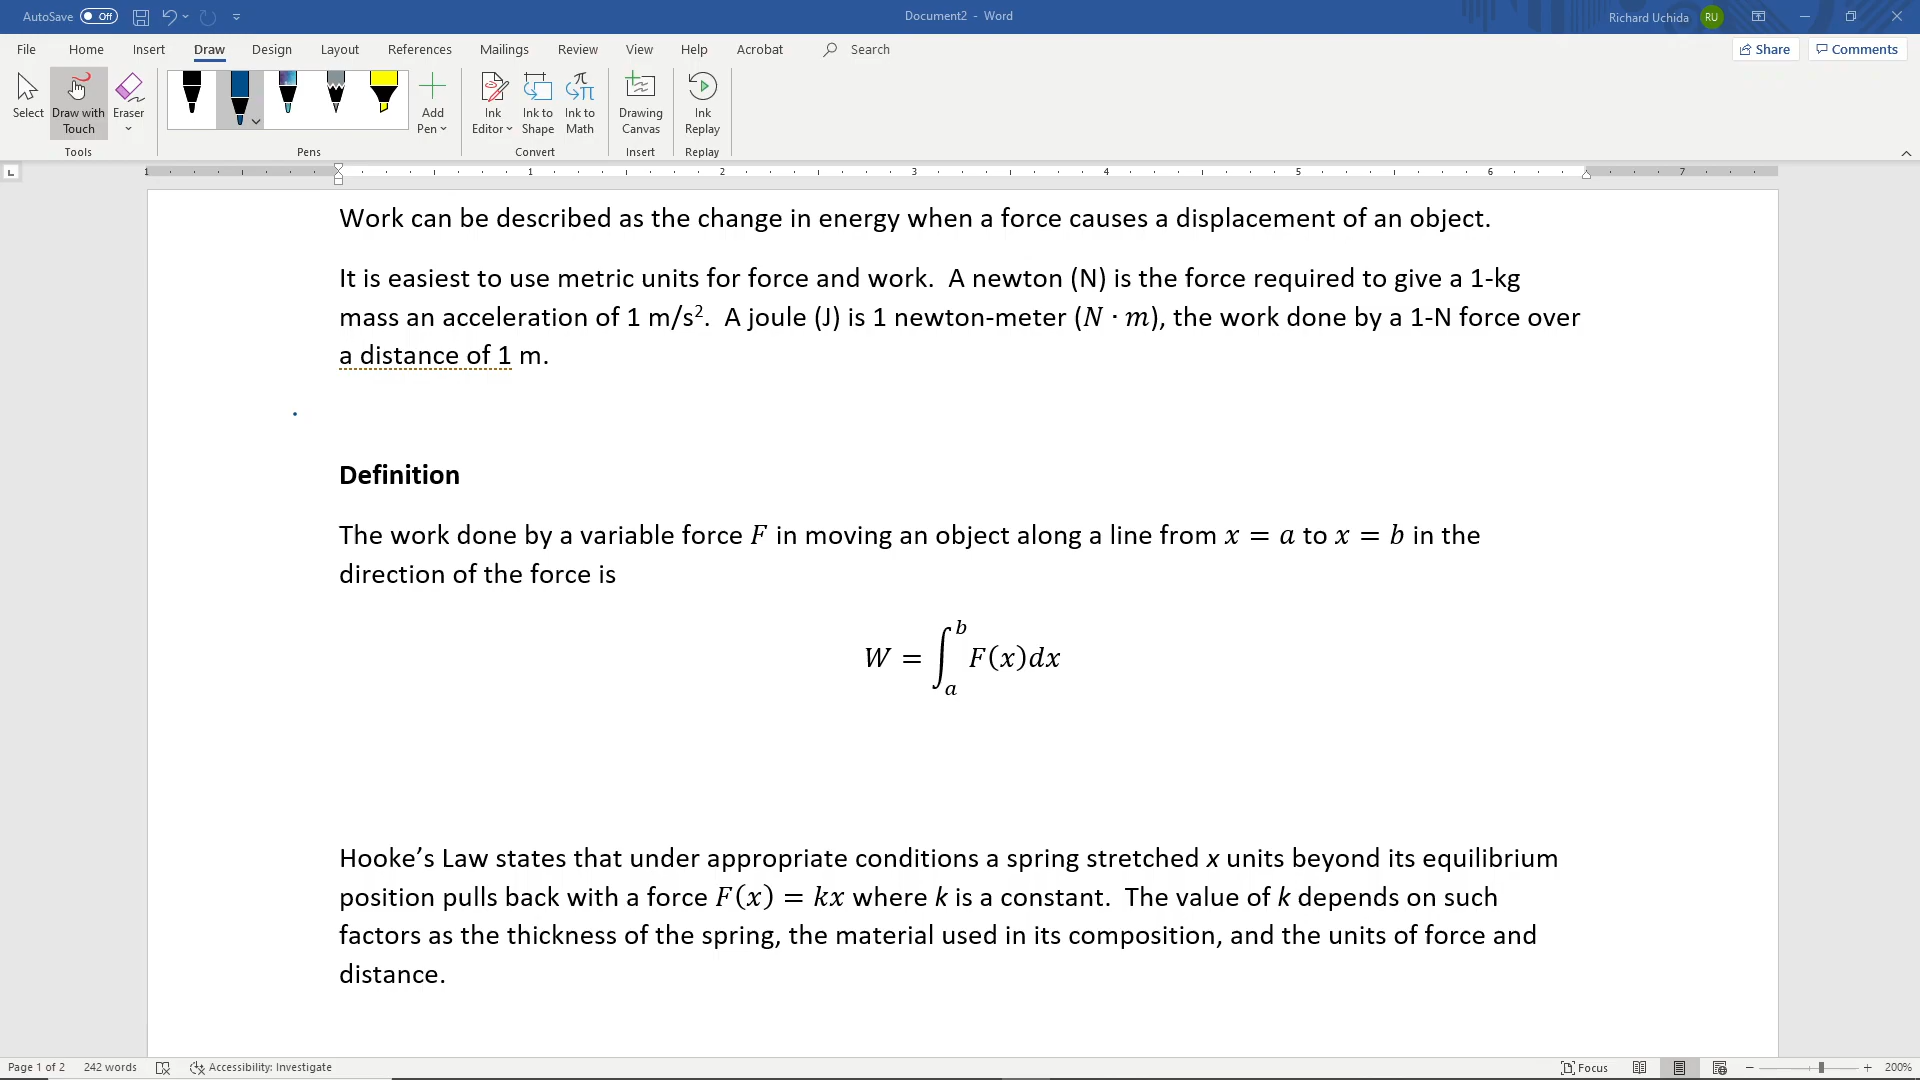 AutoSave Off Document2 - Word Richard Uchida RU
File Home Insert Draw Design Layout References Mailings Review View Help Acrobat Search Share Comments
Select Draw with Touch Eraser Add Pen Ink Editor Ink to Shape Ink to Math Drawing Canvas Ink Replay
Tools Pens Convert Insert Replay
1 1 2 3 4 5 6 7
Work can be described as the change in energy when a force causes a displacement of an object.
It is easiest to use metric units for force and work. A newton (N) is the force required to give a 1-kg
mass an acceleration of 1 m/s². A joule (J) is 1 newton-meter (N · m), the work done by a 1-N force over
a distance of 1 m.
Definition
The work done by a variable force F in moving an object along a line from x = a to x = b in the
direction of the force is
W = ∫_a^b F(x)dx
Hooke’s Law states that under appropriate conditions a spring stretched x units beyond its equilibrium
position pulls back with a force F(x) = kx where k is a constant. The value of k depends on such
factors as the thickness of the spring, the material used in its composition, and the units of force and
distance.
Page 1 of 2 242 words Accessibility: Investigate Focus 200%